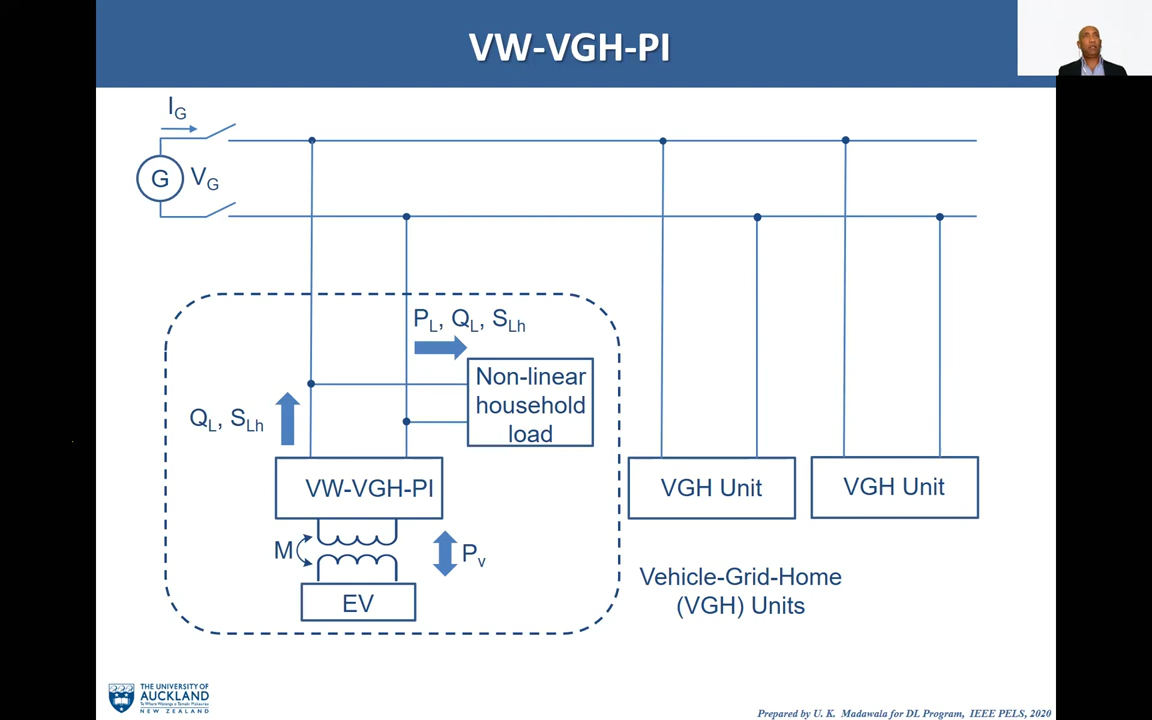 VW-VGH-PI
IG
G
VG
PL, QL, SLh
Non-linear
household
load
QL, SLh
VW-VGH-PI
VGH Unit
VGH Unit
M
Pv
EV
Vehicle-Grid-Home
(VGH) Units
THE UNIVERSITY OF
AUCKLAND
NEW ZEALAND
Prepared by U. K. Madawala for DL Program, IEEE PELS, 2020